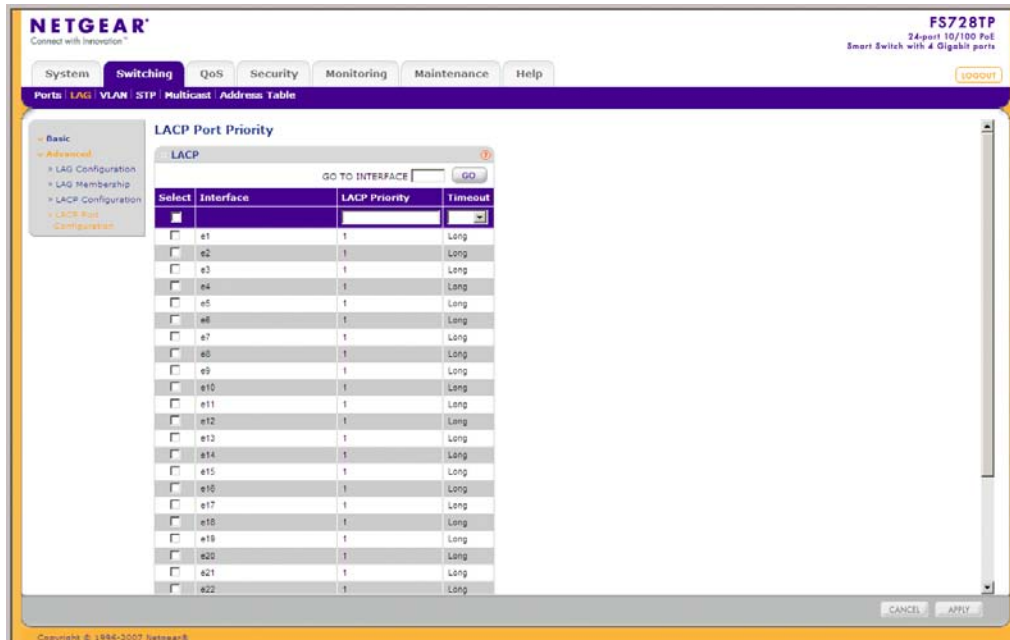 NETGEAR®
Connect with Innovation™
FS728TP
24-port 10/100 PoE
Smart Switch with 4 Gigabit ports
System Switching QoS Security Monitoring Maintenance Help
LOGOUT
Ports LAG VLAN STP Multicast Address Table
Basic
Advanced
LAG Configuration
LAG Membership
LACP Configuration
LACP Port
Configuration
LACP Port Priority
LACP
?
GO TO INTERFACE GO
Select Interface LACP Priority Timeout
e1 1 Long
e2 1 Long
e3 1 Long
e4 1 Long
e5 1 Long
e6 1 Long
e7 1 Long
e8 1 Long
e9 1 Long
e10 1 Long
e11 1 Long
e12 1 Long
e13 1 Long
e14 1 Long
e15 1 Long
e16 1 Long
e17 1 Long
e18 1 Long
e19 1 Long
e20 1 Long
e21 1 Long
e22 1 Long
CANCEL APPLY
Copyright © 1996-2007 Netgear®